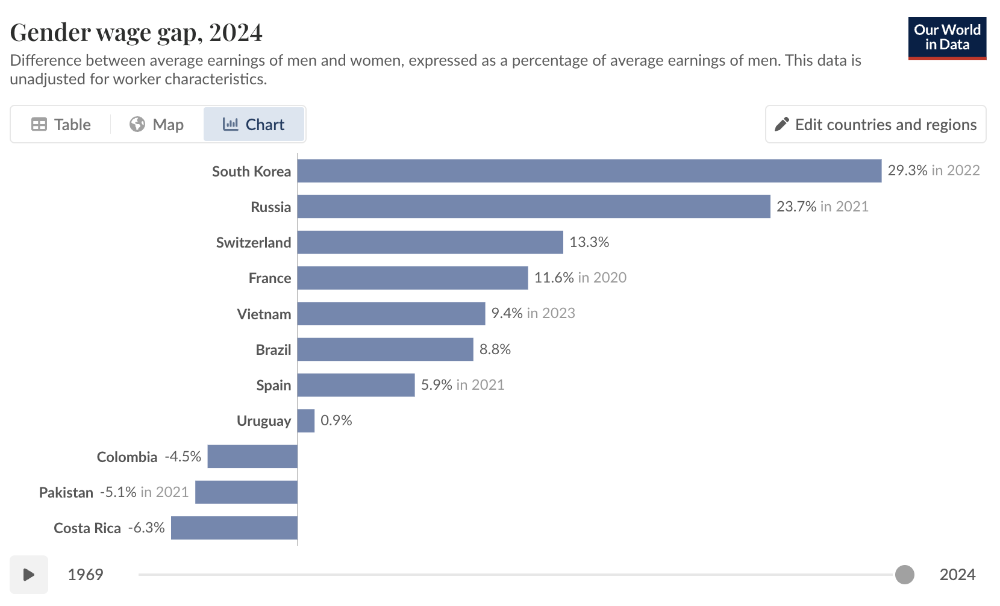 Gender wage gap, 2024
Our World
in Data
Difference between average earnings of men and women, expressed as a percentage of average earnings of men. This data is
unadjusted for worker characteristics.
Table Map Chart Edit countries and regions
South Korea 29.3% in 2022
Russia 23.7% in 2021
Switzerland 13.3%
France 11.6% in 2020
Vietnam 9.4% in 2023
Brazil 8.8%
Spain 5.9% in 2021
Uruguay 0.9%
Colombia -4.5%
Pakistan -5.1% in 2021
Costa Rica -6.3%
1969 2024